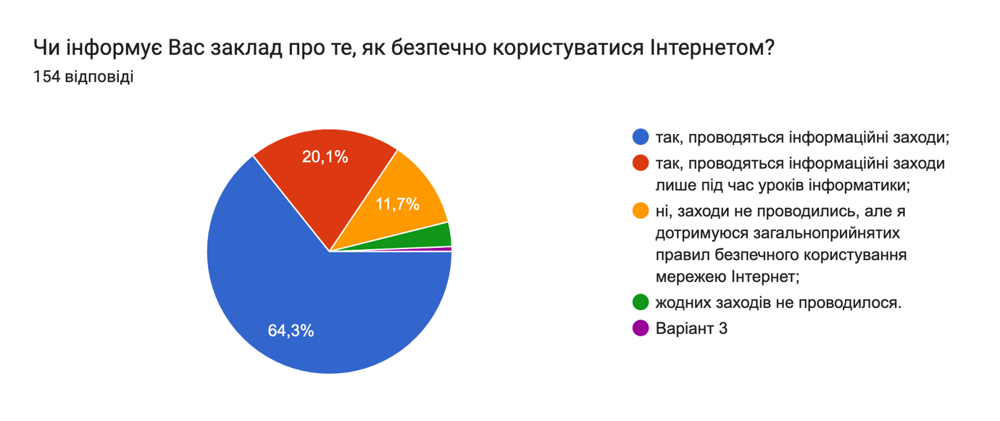 Чи інформує Вас заклад про те, як безпечно користуватися Інтернетом?
154 відповіді
20,1%
11,7%
64,3%
так, проводяться інформаційні заходи;
так, проводяться інформаційні заходи
лише під час уроків інформатики;
ні, заходи не проводились, але я
дотримуюся загальноприйнятих
правил безпечного користування
мережею Інтернет;
жодних заходів не проводилося.
Варіант 3